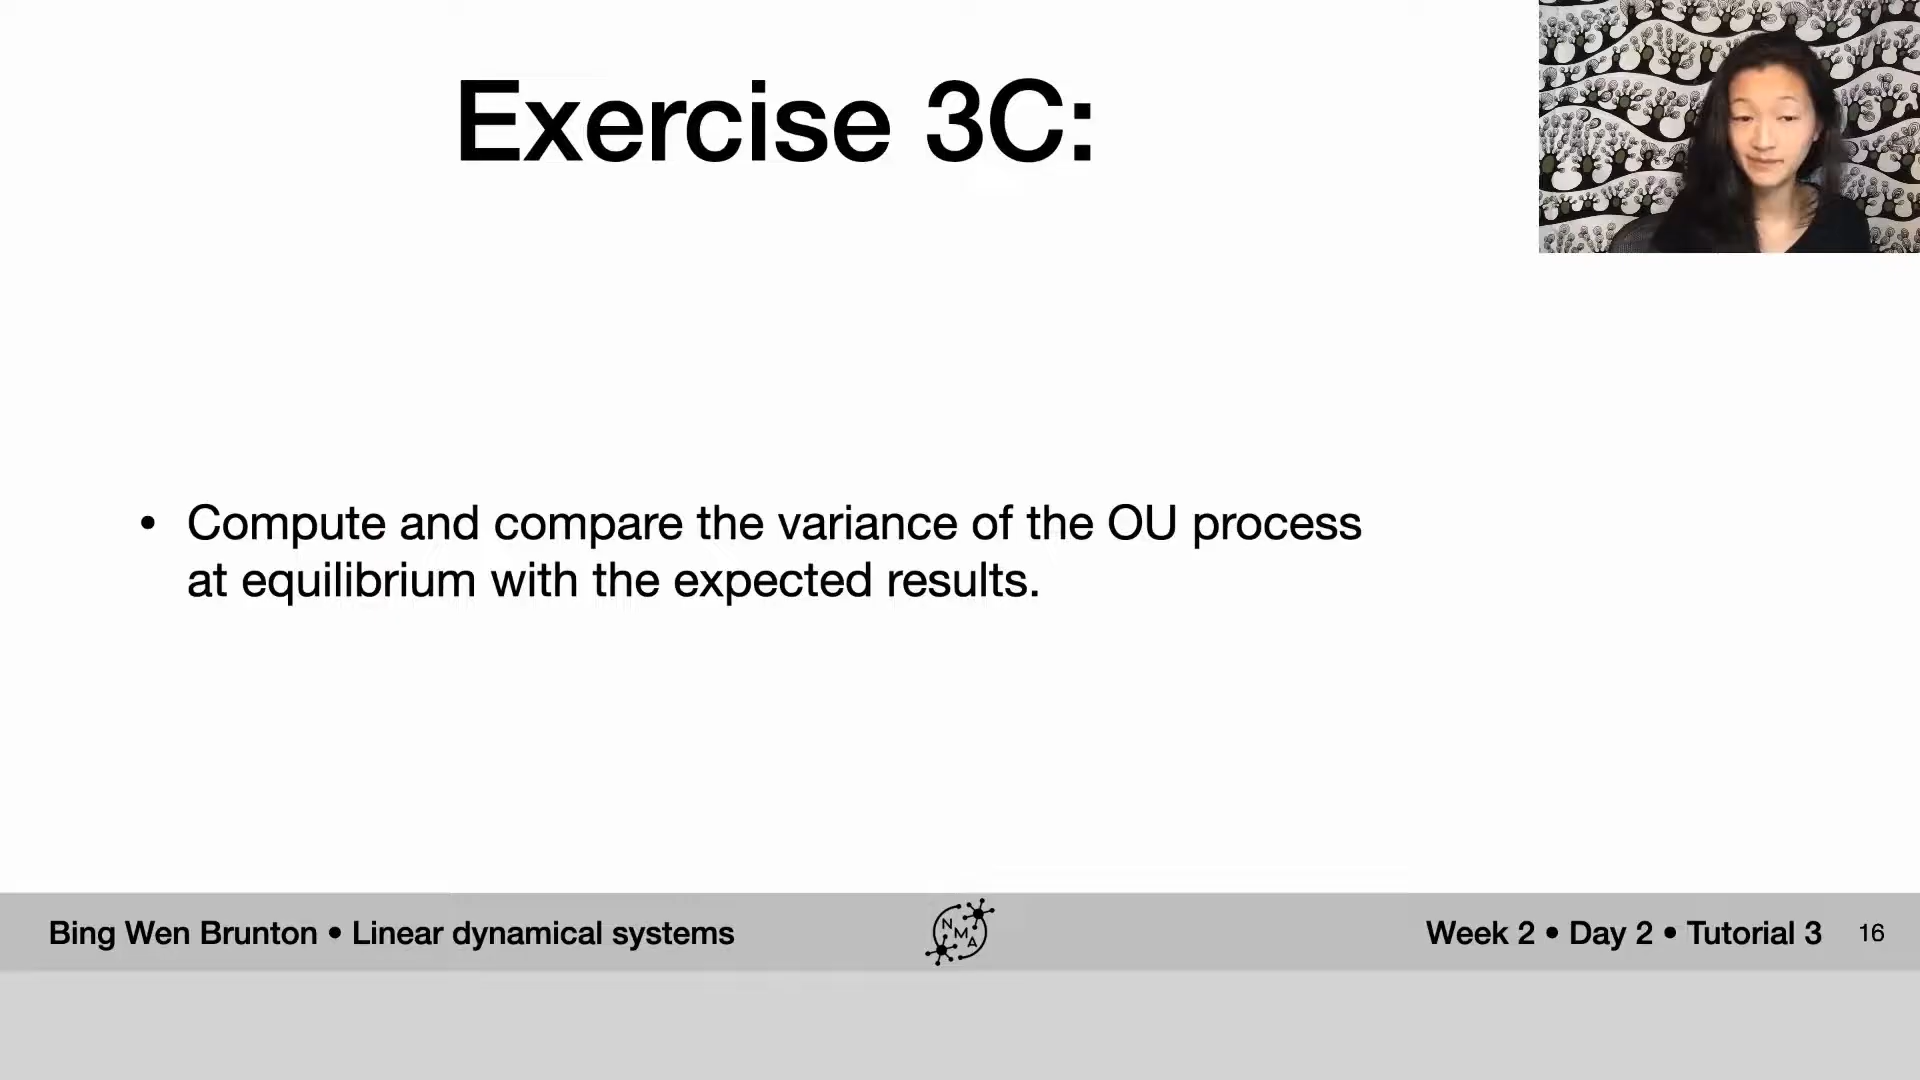 Exercise 3C:
• Compute and compare the variance of the OU process
at equilibrium with the expected results.
Bing Wen Brunton • Linear dynamical systems
NMA
Week 2 • Day 2 • Tutorial 3 16